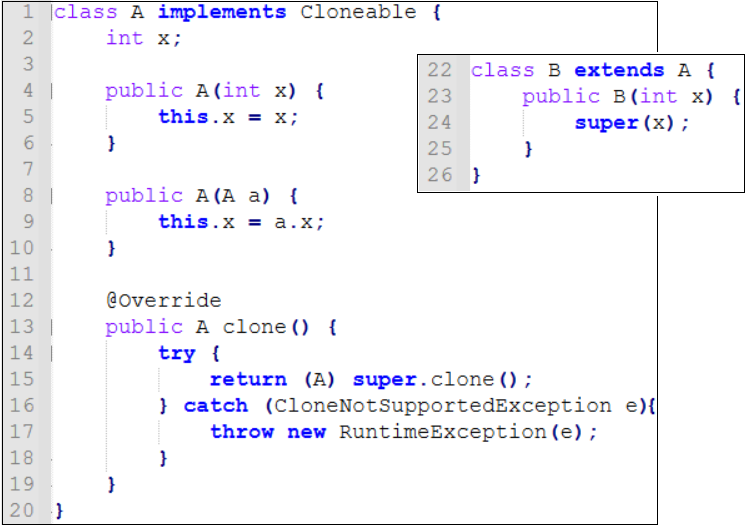 1 class A implements Cloneable {
2 int x;
3
4 public A(int x) {
5 this.x = x;
6 }
7
8 public A(A a) {
9 this.x = a.x;
10 }
11
12 @Override
13 public A clone() {
14 try {
15 return (A) super.clone();
16 } catch (CloneNotSupportedException e){
17 throw new RuntimeException(e);
18 }
19 }
20 }
22 class B extends A {
23 public B(int x) {
24 super(x);
25 }
26 }